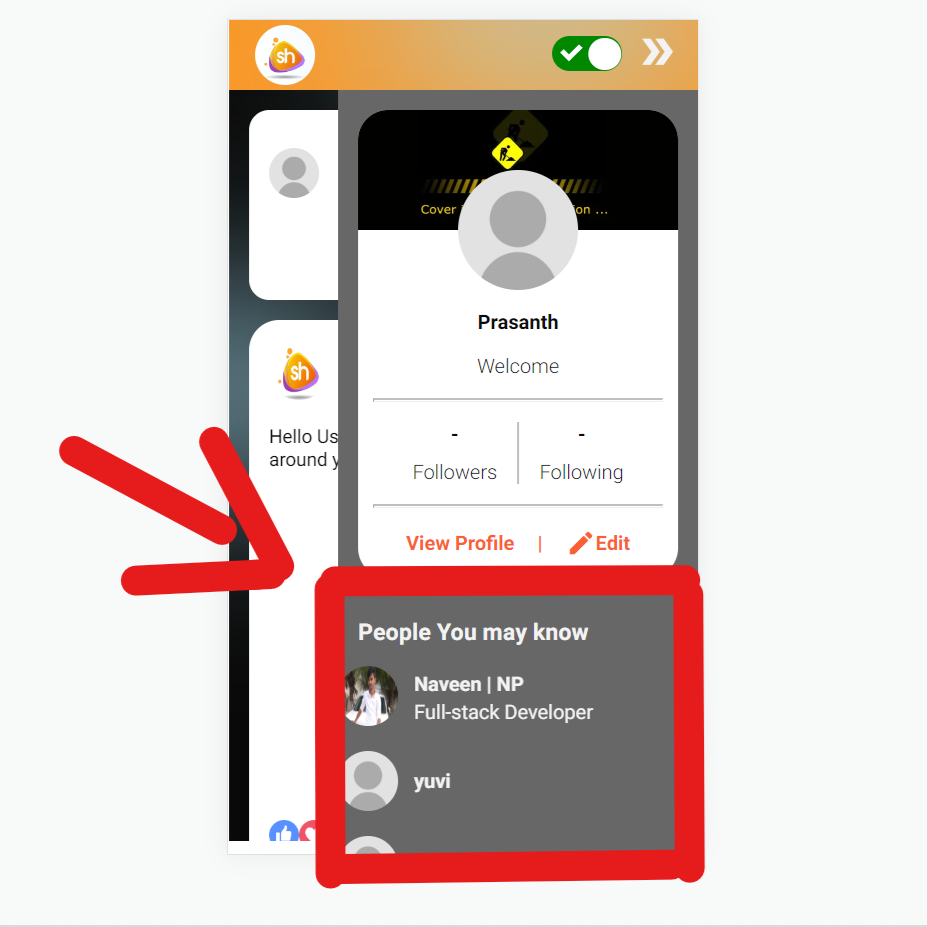 sh
Cover
ion ...
Prasanth
Welcome
sh
Hello Us
around y
-
-
Followers
Following
View Profile | Edit
People You may know
Naveen | NP
Full-stack Developer
yuvi